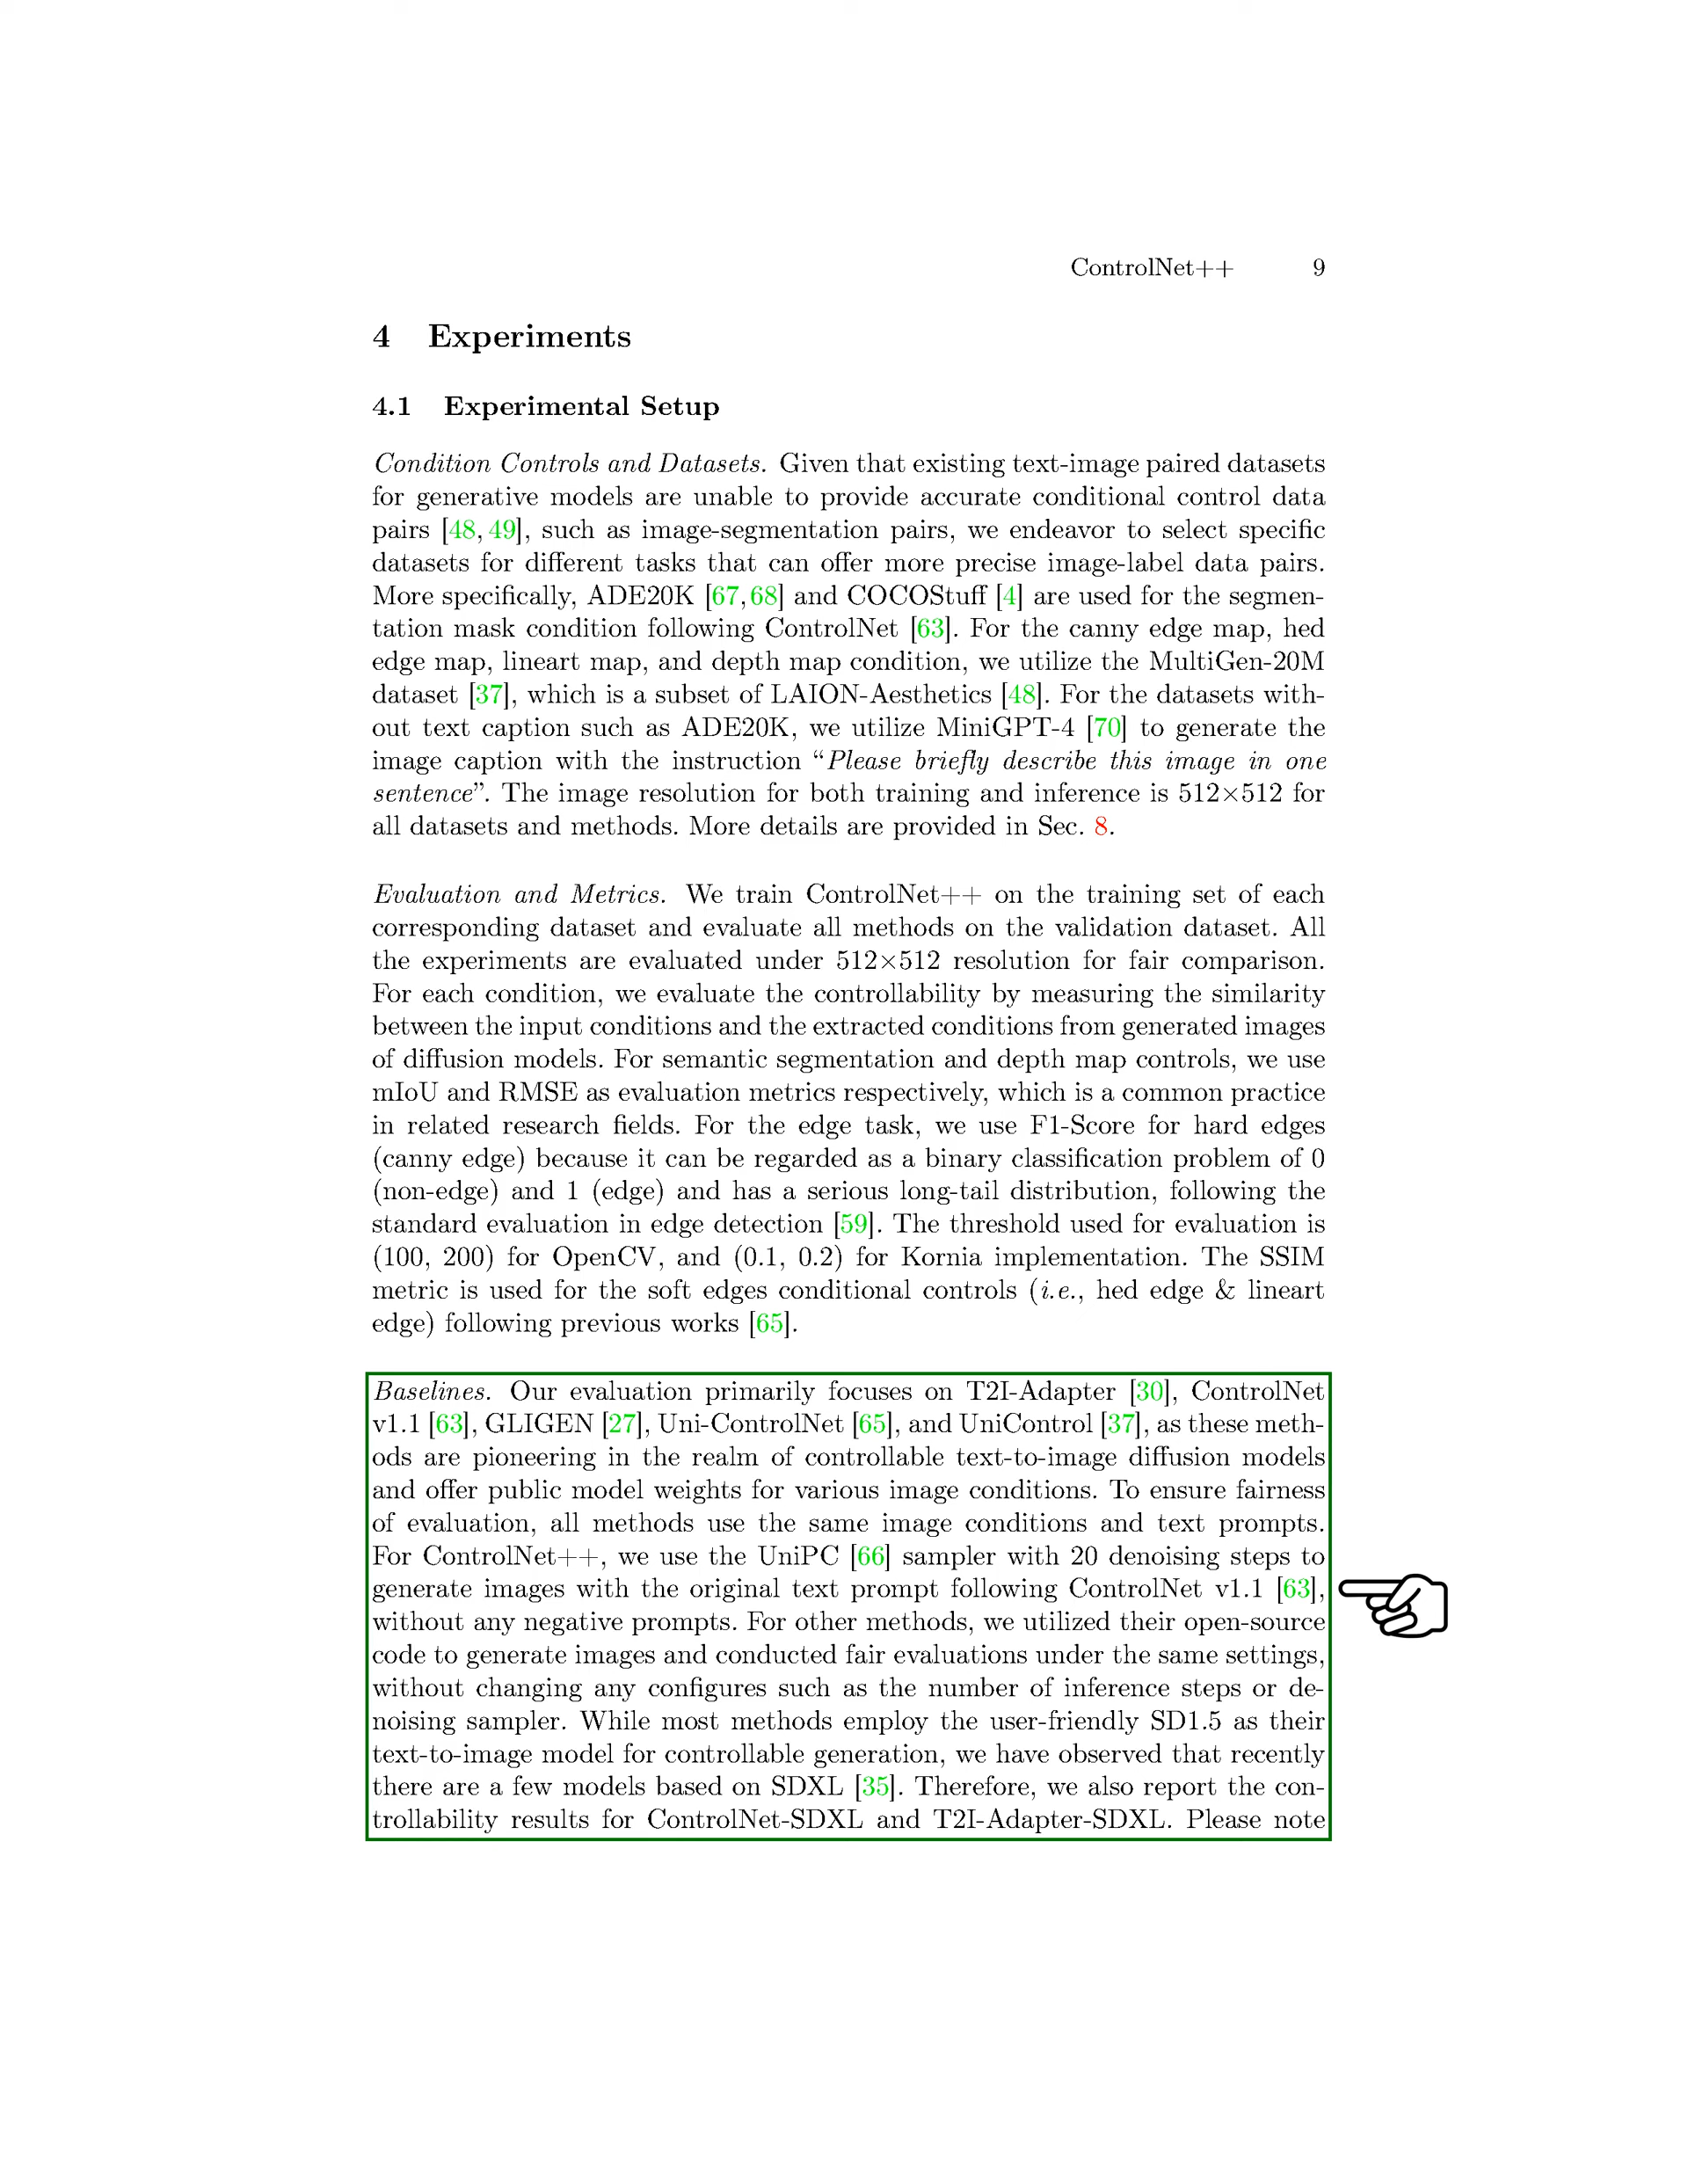 ControlNet++ 9
4 Experiments
4.1 Experimental Setup
Condition Controls and Datasets. Given that existing text-image paired datasets
for generative models are unable to provide accurate conditional control data
pairs [48, 49], such as image-segmentation pairs, we endeavor to select specific
datasets for different tasks that can offer more precise image-label data pairs.
More specifically, ADE20K [67,68] and COCOStuff [4] are used for the segmen-
tation mask condition following ControlNet [63]. For the canny edge map, hed
edge map, lineart map, and depth map condition, we utilize the MultiGen-20M
dataset [37], which is a subset of LAION-Aesthetics [48]. For the datasets with-
out text caption such as ADE20K, we utilize MiniGPT-4 [70] to generate the
image caption with the instruction “Please briefly describe this image in one
sentence”. The image resolution for both training and inference is 512×512 for
all datasets and methods. More details are provided in Sec. 8.
Evaluation and Metrics. We train ControlNet++ on the training set of each
corresponding dataset and evaluate all methods on the validation dataset. All
the experiments are evaluated under 512×512 resolution for fair comparison.
For each condition, we evaluate the controllability by measuring the similarity
between the input conditions and the extracted conditions from generated images
of diffusion models. For semantic segmentation and depth map controls, we use
mIoU and RMSE as evaluation metrics respectively, which is a common practice
in related research fields. For the edge task, we use F1-Score for hard edges
(canny edge) because it can be regarded as a binary classification problem of 0
(non-edge) and 1 (edge) and has a serious long-tail distribution, following the
standard evaluation in edge detection [59]. The threshold used for evaluation is
(100, 200) for OpenCV, and (0.1, 0.2) for Kornia implementation. The SSIM
metric is used for the soft edges conditional controls (i.e., hed edge & lineart
edge) following previous works [65].
Baselines. Our evaluation primarily focuses on T2I-Adapter [30], ControlNet
v1.1 [63], GLIGEN [27], Uni-ControlNet [65], and UniControl [37], as these meth-
ods are pioneering in the realm of controllable text-to-image diffusion models
and offer public model weights for various image conditions. To ensure fairness
of evaluation, all methods use the same image conditions and text prompts.
For ControlNet++, we use the UniPC [66] sampler with 20 denoising steps to
generate images with the original text prompt following ControlNet v1.1 [63],
without any negative prompts. For other methods, we utilized their open-source
code to generate images and conducted fair evaluations under the same settings,
without changing any configures such as the number of inference steps or de-
noising sampler. While most methods employ the user-friendly SD1.5 as their
text-to-image model for controllable generation, we have observed that recently
there are a few models based on SDXL [35]. Therefore, we also report the con-
trollability results for ControlNet-SDXL and T2I-Adapter-SDXL. Please note